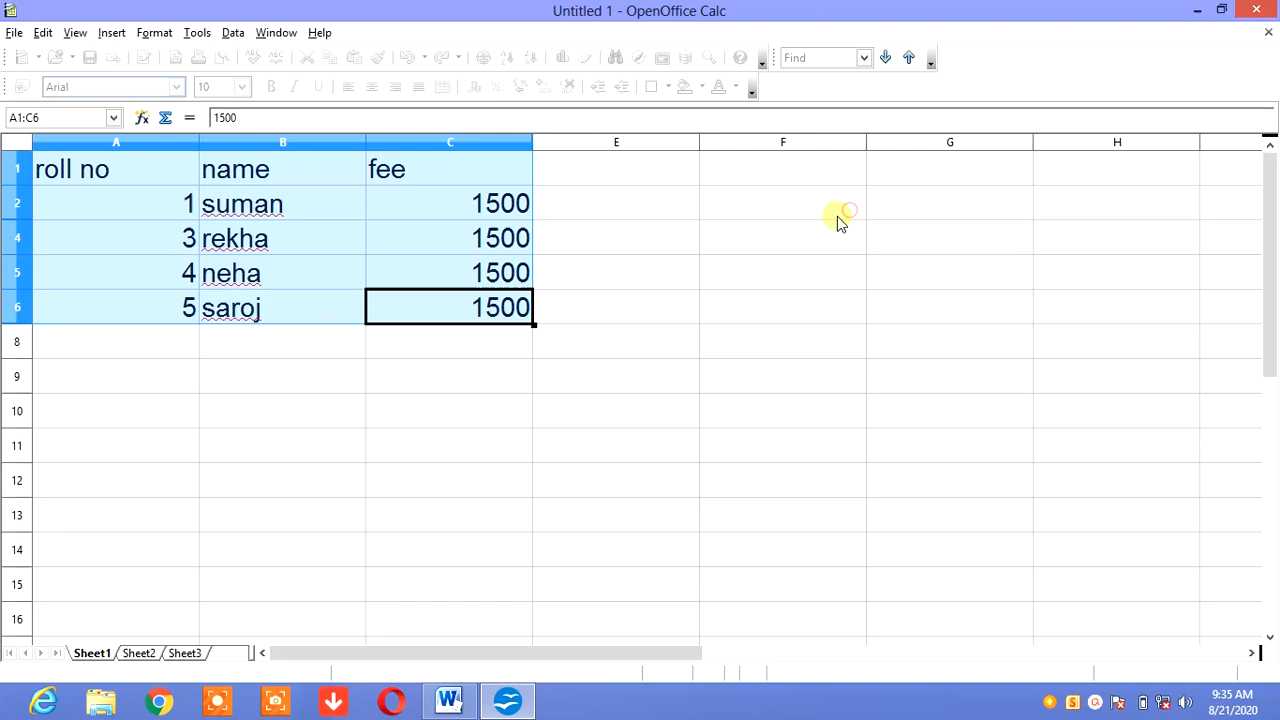 Untitled 1 - OpenOffice Calc
File Edit View Insert Format Tools Data Window Help
Find
Arial 10
A1:C6 1500
A B C E F G H
1 roll no name fee
2 1 suman 1500
4 3 rekha 1500
5 4 neha 1500
6 5 saroj 1500
8
9
10
11
12
13
14
15
16
Sheet1 Sheet2 Sheet3
9:35 AM
8/21/2020